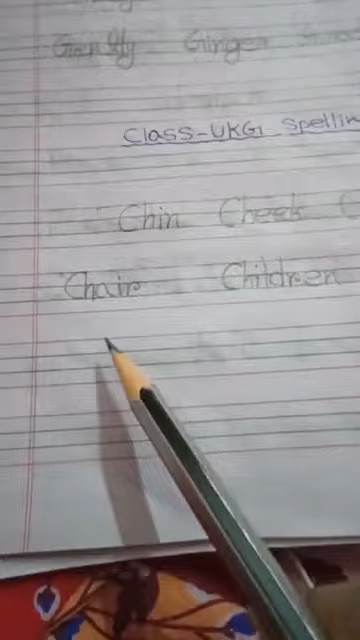 Gently Ginger
Class-UKG Spellin
Chin Cheek C
Chair Children